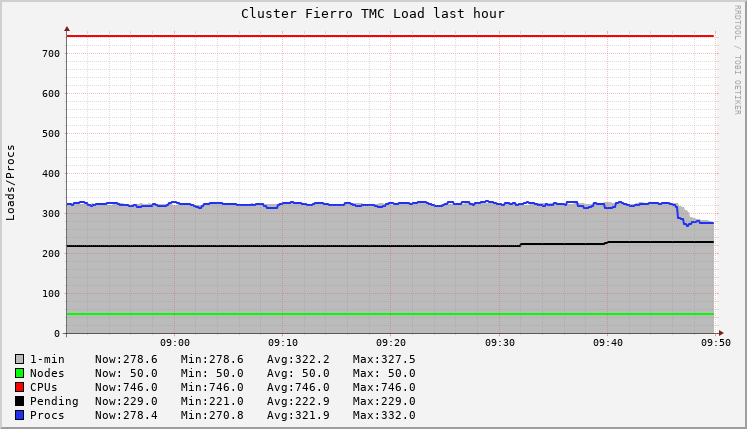 Cluster Fierro TMC Load last hour
RRDTOOL / TOBI OETIKER
Loads/Procs
700
600
500
400
300
200
100
0
09:00 09:10 09:20 09:30 09:40 09:50
1-min Now:278.6 Min:278.6 Avg:322.2 Max:327.5
Nodes Now: 50.0 Min: 50.0 Avg: 50.0 Max: 50.0
CPUs Now:746.0 Min:746.0 Avg:746.0 Max:746.0
Pending Now:229.0 Min:221.0 Avg:222.9 Max:229.0
Procs Now:278.4 Min:270.8 Avg:321.9 Max:332.0